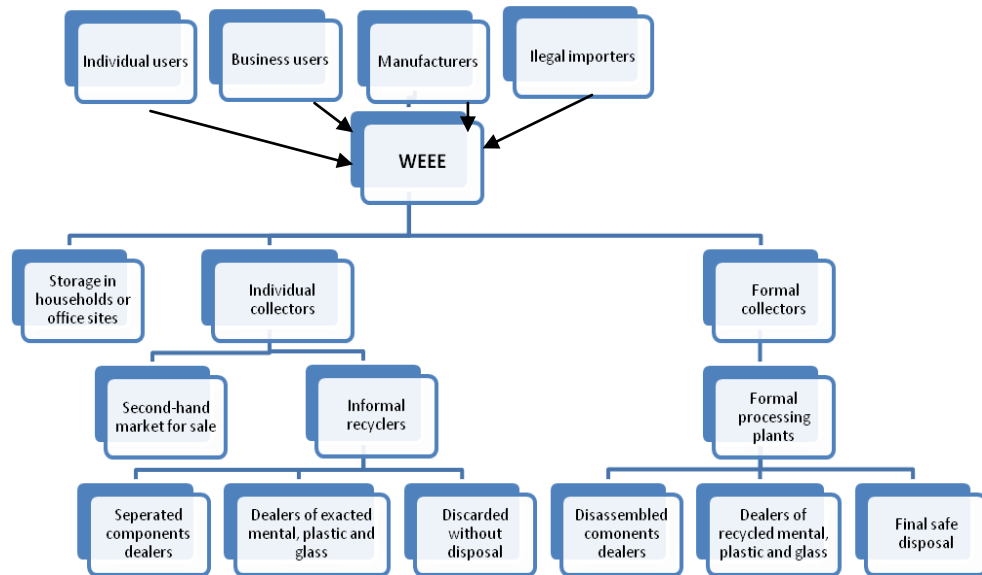 Individual users
Business users
Manufacturers
Ilegal importers
WEEE
Storage in
households or
office sites
Individual
collectors
Formal
collectors
Second-hand
market for sale
Informal
recyclers
Formal
processing
plants
Seperated
components
dealers
Dealers of exacted
mental, plastic and
glass
Discarded
without
disposal
Disassembled
comonents
dealers
Dealers of
recycled mental,
plastic and glass
Final safe
disposal